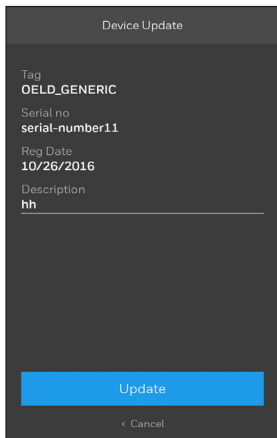 Device Update
Tag
OELD_GENERIC
Serial no
serial-number11
Reg Date
10/26/2016
Description
hh
Update
< Cancel